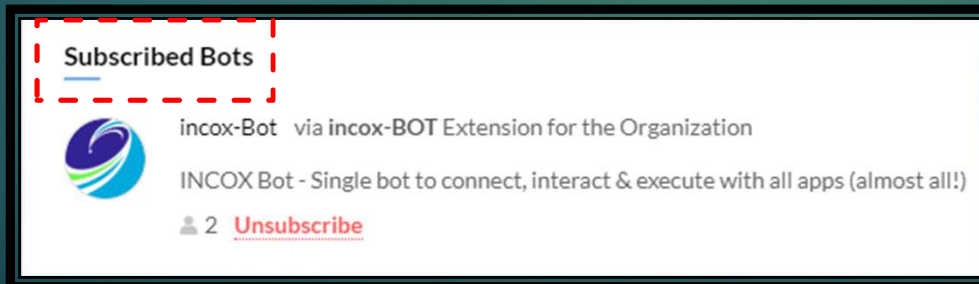 Subscribed Bots
incox-Bot via incox-BOT Extension for the Organization
INCOX Bot - Single bot to connect, interact & execute with all apps (almost all!)
2 Unsubscribe